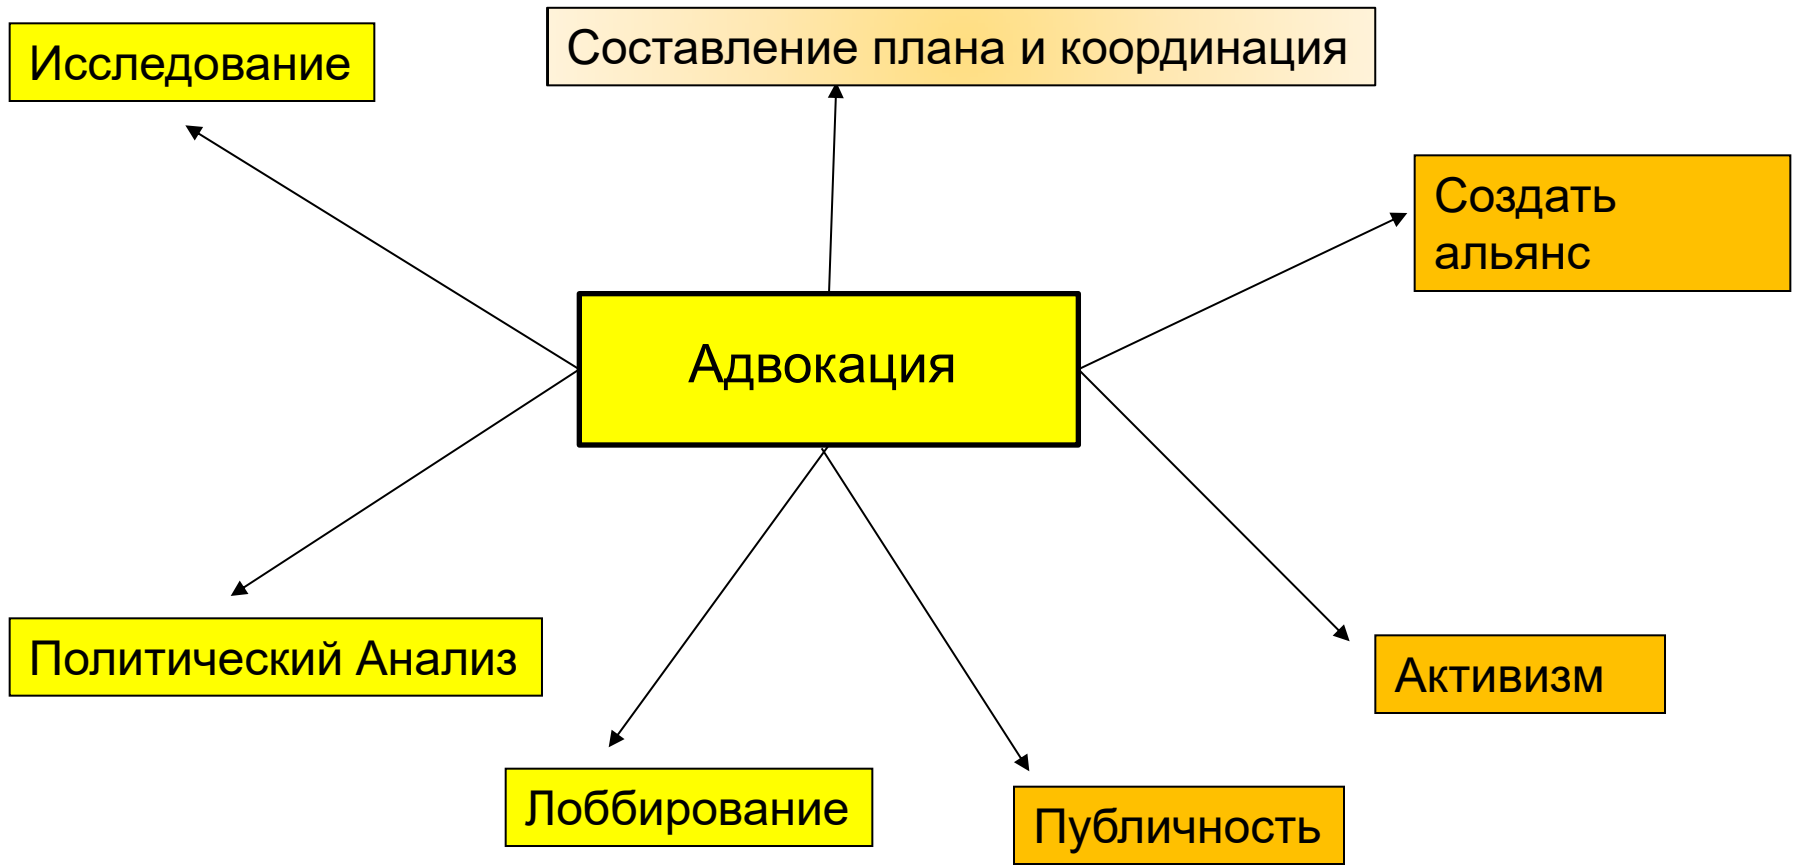 Исследование
Составление плана и координация
Создать
альянс
Адвокация
Политический Анализ
Активизм
Лоббирование
Публичность